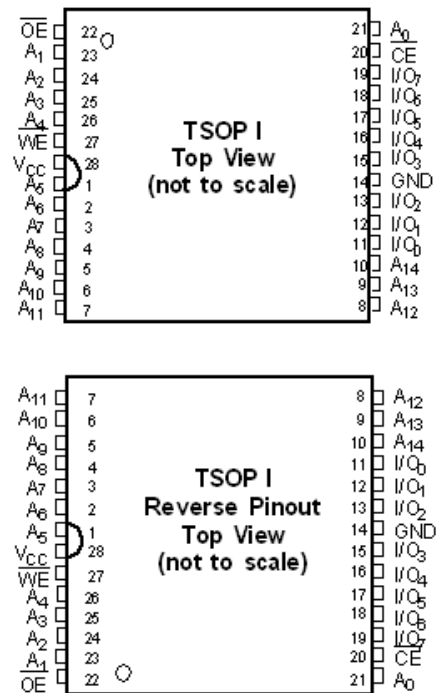 OE 22 21 A0
A1 23 20 CE
A2 24 19 I/O7
A3 25 18 I/O6
A4 26 17 I/O5
WE 27 TSOP I 16 I/O4
VCC 28 Top View 15 I/O3
A5 1 (not to scale) 14 GND
A6 2 13 I/O2
A7 3 12 I/O1
A8 4 11 I/O0
A9 5 10 A14
A10 6 9 A13
A11 7 8 A12
A11 7 8 A12
A10 6 9 A13
A9 5 10 A14
A8 4 11 I/O0
A7 3 TSOP I 12 I/O1
A6 2 Reverse Pinout 13 I/O2
A5 1 Top View 14 GND
VCC 28 (not to scale) 15 I/O3
WE 27 16 I/O4
A4 26 17 I/O5
A3 25 18 I/O6
A2 24 19 I/O7
A1 23 20 CE
OE 22 21 A0